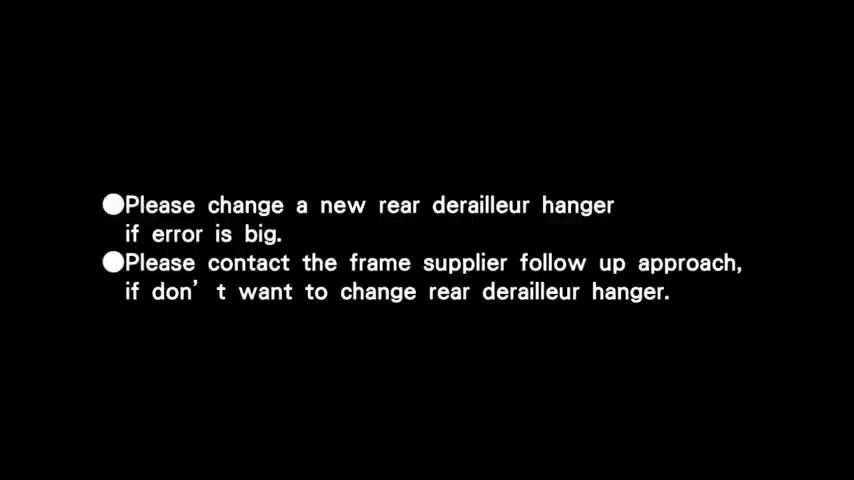 ●Please change a new rear derailleur hanger
if error is big.
●Please contact the frame supplier follow up approach,
if don’t want to change rear derailleur hanger.